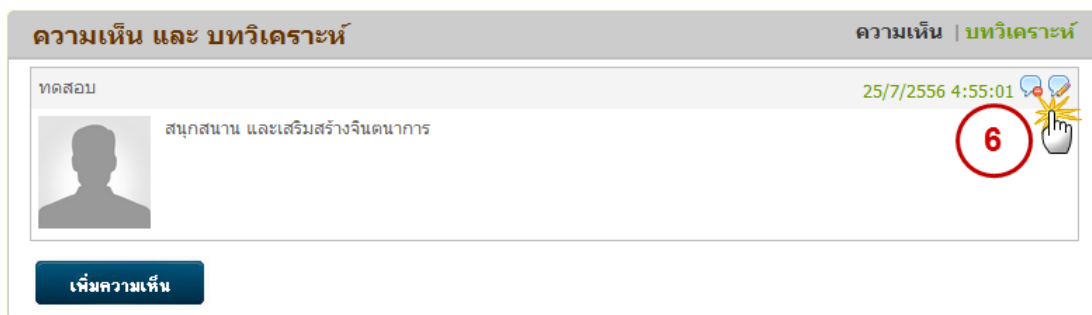 ความเห็น และ บทวิเคราะห์
ความเห็น | บทวิเคราะห์
ทดสอบ
25/7/2556 4:55:01
สนุกสนาน และเสริมสร้างจินตนาการ
6
เพิ่มความเห็น